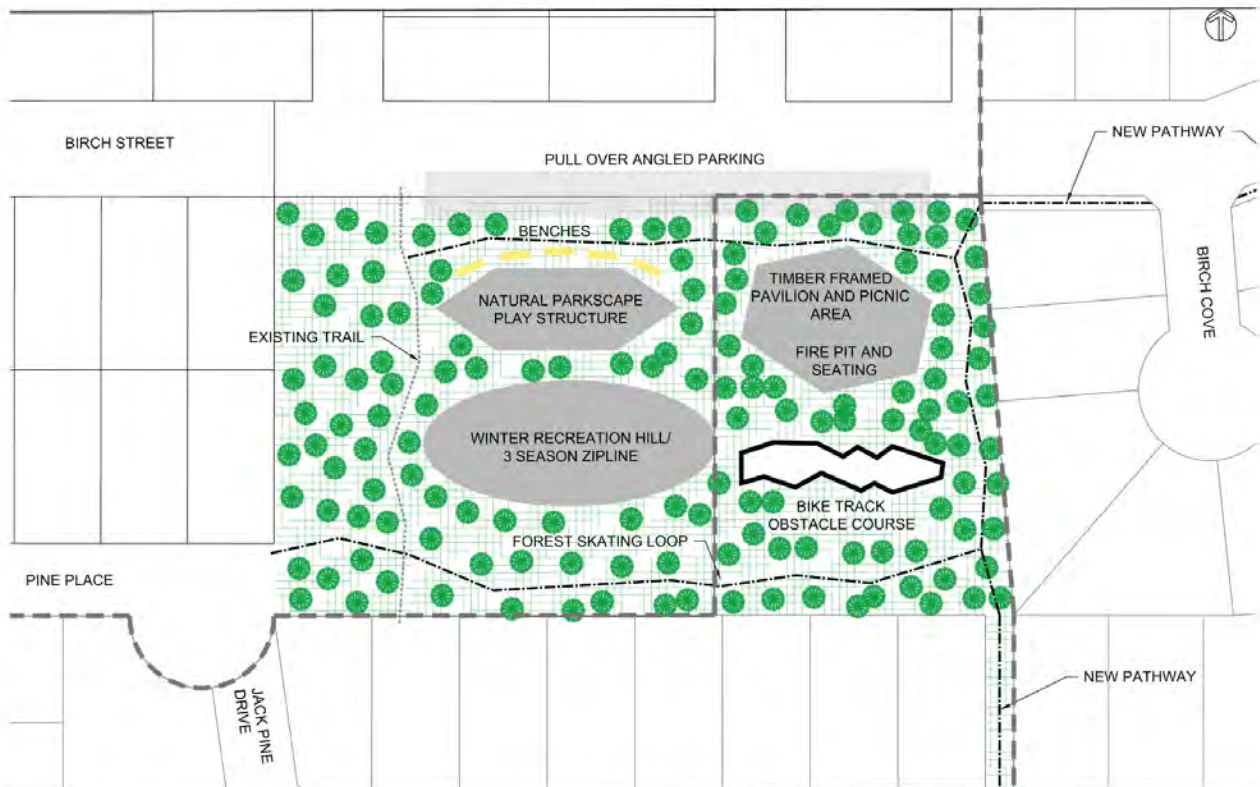 BIRCH STREET
NEW PATHWAY
PULL OVER ANGLED PARKING
BENCHES
BIRCH COVE
TIMBER FRAMED
PAVILION AND PICNIC
AREA
NATURAL PARKSCAPE
PLAY STRUCTURE
EXISTING TRAIL
FIRE PIT AND
SEATING
WINTER RECREATION HILL/
3 SEASON ZIPLINE
BIKE TRACK
OBSTACLE COURSE
FOREST SKATING LOOP
PINE PLACE
JACK PINE
DRIVE
NEW PATHWAY